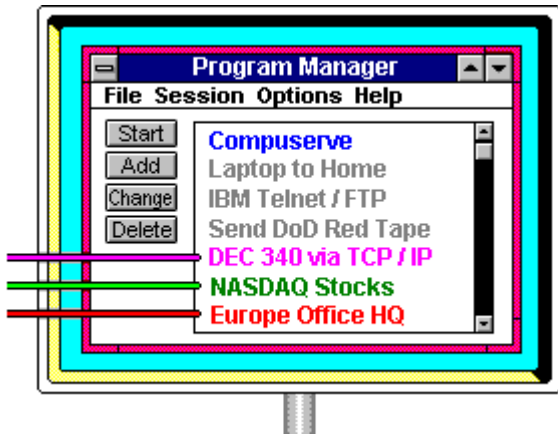 Program Manager
File Session Options Help
Start
Add
Change
Delete
Compuserve
Laptop to Home
IBM Telnet / FTP
Send DoD Red Tape
DEC 340 via TCP / IP
NASDAQ Stocks
Europe Office HQ